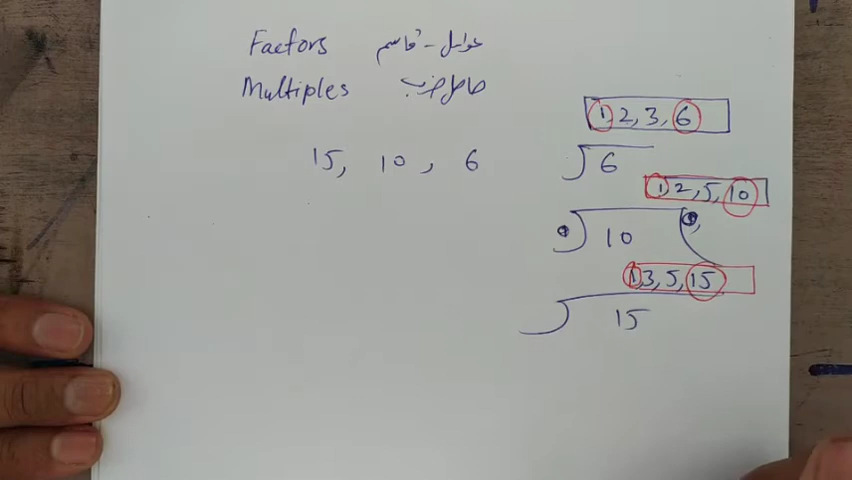 Factors عوامل - قاسم
Multiples حاصل ضرب
15, 10, 6
1 2, 3, 6
6
1 2, 5, 10
10
1 3, 5, 15
15